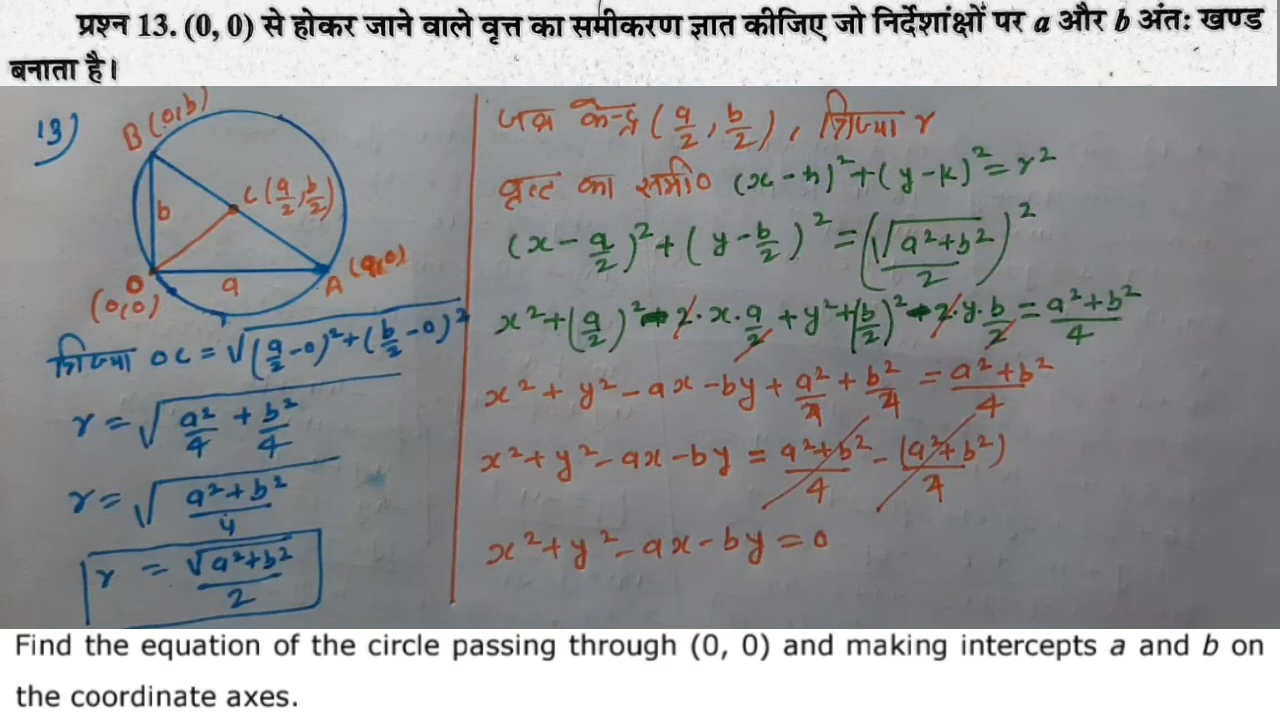 प्रश्न 13. (0, 0) से होकर जाने वाले वृत्त का समीकरण ज्ञात कीजिए जो निर्देशांक्षों पर a और b अंतः खण्ड
बनाता है।
13)
B (0,b)
C (a/2, b/2)
b
O
(0,0)
a
A (a,0)
त्रिज्या OC = √((a/2 - 0)² + (b/2 - 0)²)
r = √(a²/4 + b²/4)
r = √((a²+b²)/4)
r = √(a²+b²)/2
जब केन्द्र (a/2, b/2), त्रिज्या r
वृत्त का समी० (x-h)²+(y-k)²=r²
(x - a/2)² + (y - b/2)² = (√(a²+b²)/2)²
x² + (a/2)² - 2·x·a/2 + y² + (b/2)² - 2·y·b/2 = (a²+b²)/4
x² + y² - ax - by + a²/4 + b²/4 = (a²+b²)/4
x² + y² - ax - by = (a²+b²)/4 - (a²+b²)/4
x² + y² - ax - by = 0
Find the equation of the circle passing through (0, 0) and making intercepts a and b on
the coordinate axes.